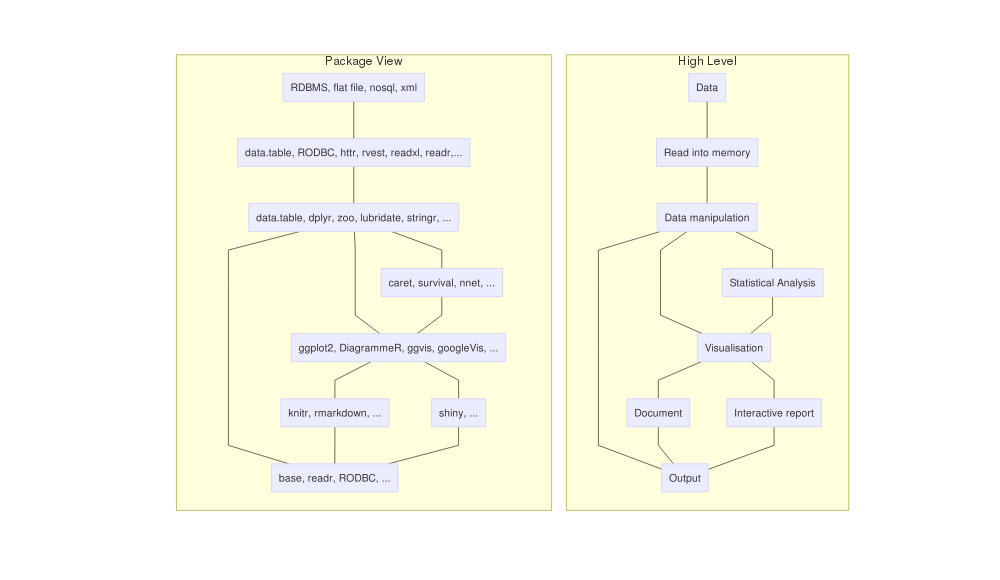 Package View
RDBMS, flat file, nosql, xml
data.table, RODBC, httr, rvest, readxl, readr,...
data.table, dplyr, zoo, lubridate, stringr, ...
caret, survival, nnet, ...
ggplot2, DiagrammeR, ggvis, googleVis, ...
knitr, rmarkdown, ...
shiny, ...
base, readr, RODBC, ...
High Level
Data
Read into memory
Data manipulation
Statistical Analysis
Visualisation
Document
Interactive report
Output